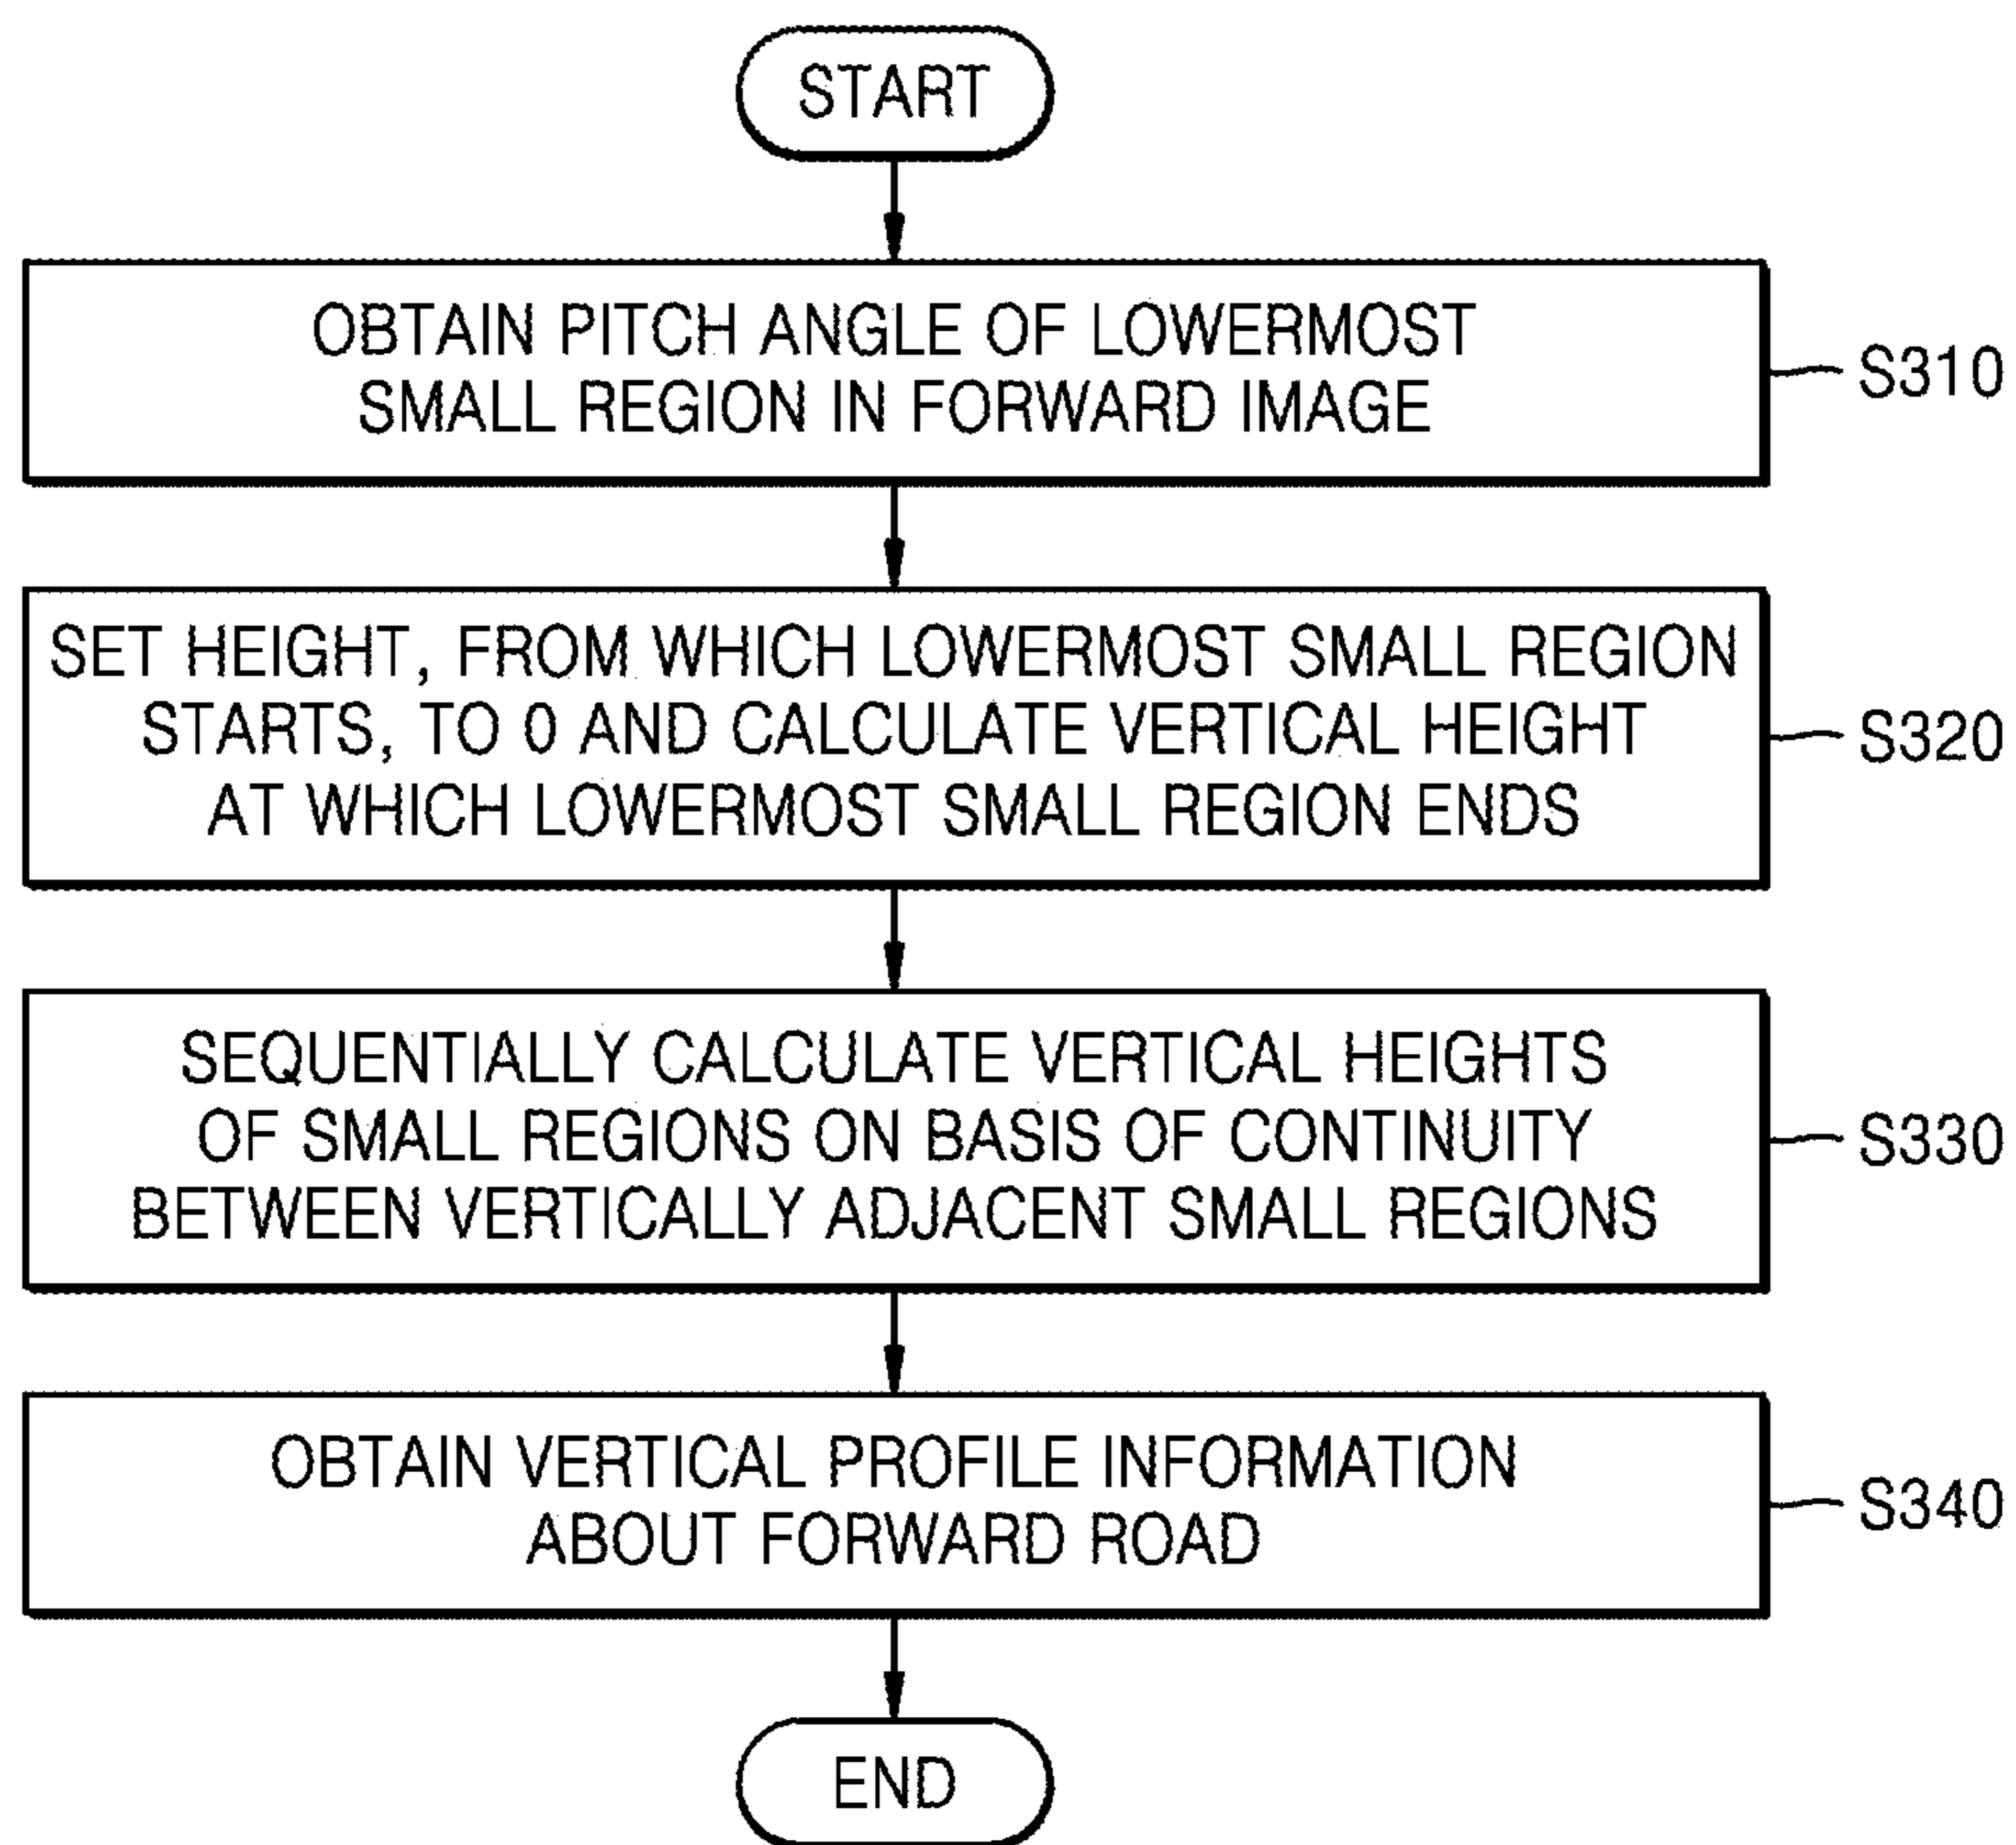 START
OBTAIN PITCH ANGLE OF LOWERMOST
SMALL REGION IN FORWARD IMAGE
S310
SET HEIGHT, FROM WHICH LOWERMOST SMALL REGION
STARTS, TO 0 AND CALCULATE VERTICAL HEIGHT
AT WHICH LOWERMOST SMALL REGION ENDS
S320
SEQUENTIALLY CALCULATE VERTICAL HEIGHTS
OF SMALL REGIONS ON BASIS OF CONTINUITY
BETWEEN VERTICALLY ADJACENT SMALL REGIONS
S330
OBTAIN VERTICAL PROFILE INFORMATION
ABOUT FORWARD ROAD
S340
END